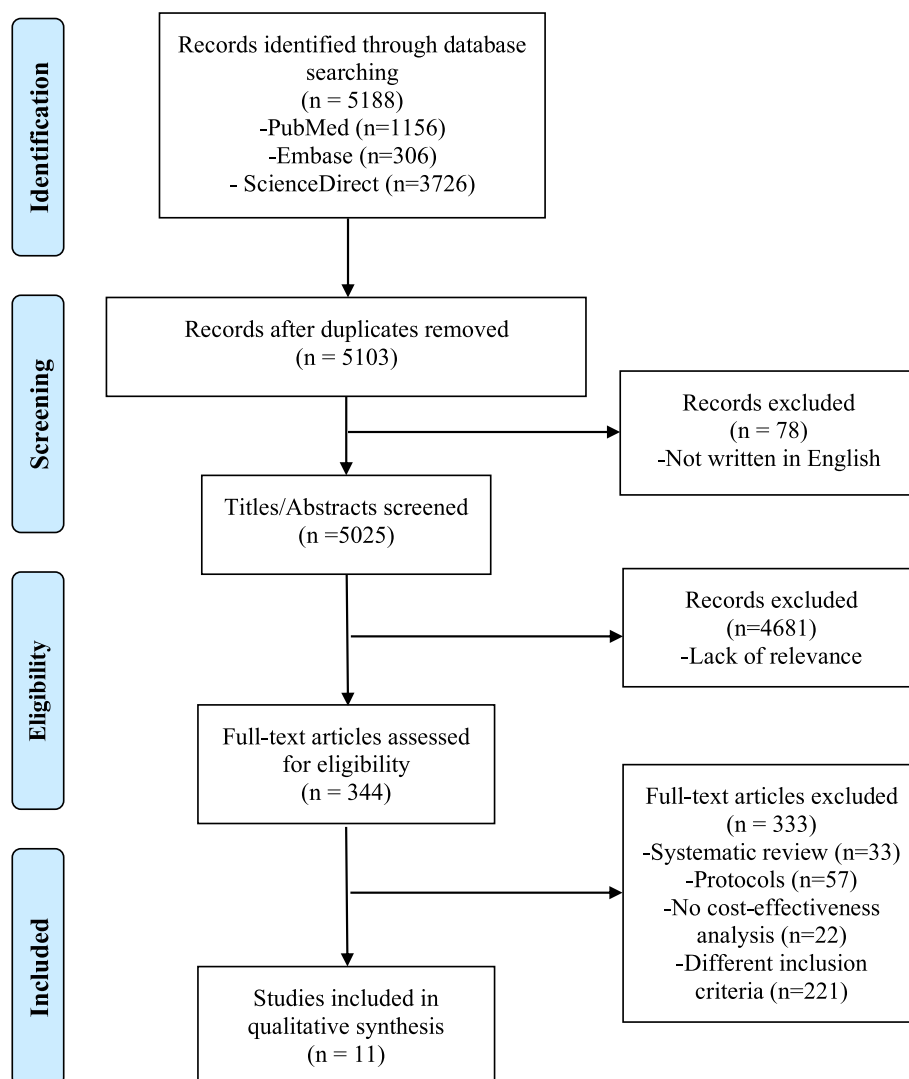 Identification
Records identified through database
searching
(n = 5188)
-PubMed (n=1156)
-Embase (n=306)
- ScienceDirect (n=3726)
Screening
Records after duplicates removed
(n = 5103)
Records excluded
(n = 78)
-Not written in English
Titles/Abstracts screened
(n =5025)
Eligibility
Records excluded
(n=4681)
-Lack of relevance
Full-text articles assessed
for eligibility
(n = 344)
Full-text articles excluded
(n = 333)
-Systematic review (n=33)
-Protocols (n=57)
-No cost-effectiveness
analysis (n=22)
-Different inclusion
criteria (n=221)
Included
Studies included in
qualitative synthesis
(n = 11)